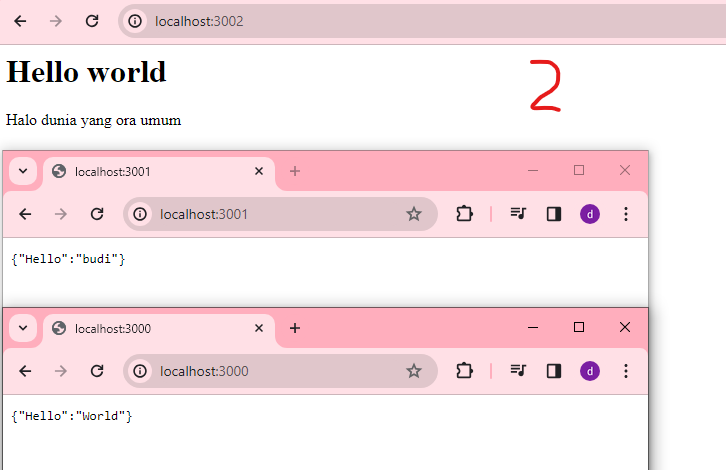 localhost:3002
Hello world
2
Halo dunia yang ora umum
localhost:3001
localhost:3001
d
{"Hello":"budi"}
localhost:3000
localhost:3000
d
{"Hello":"World"}